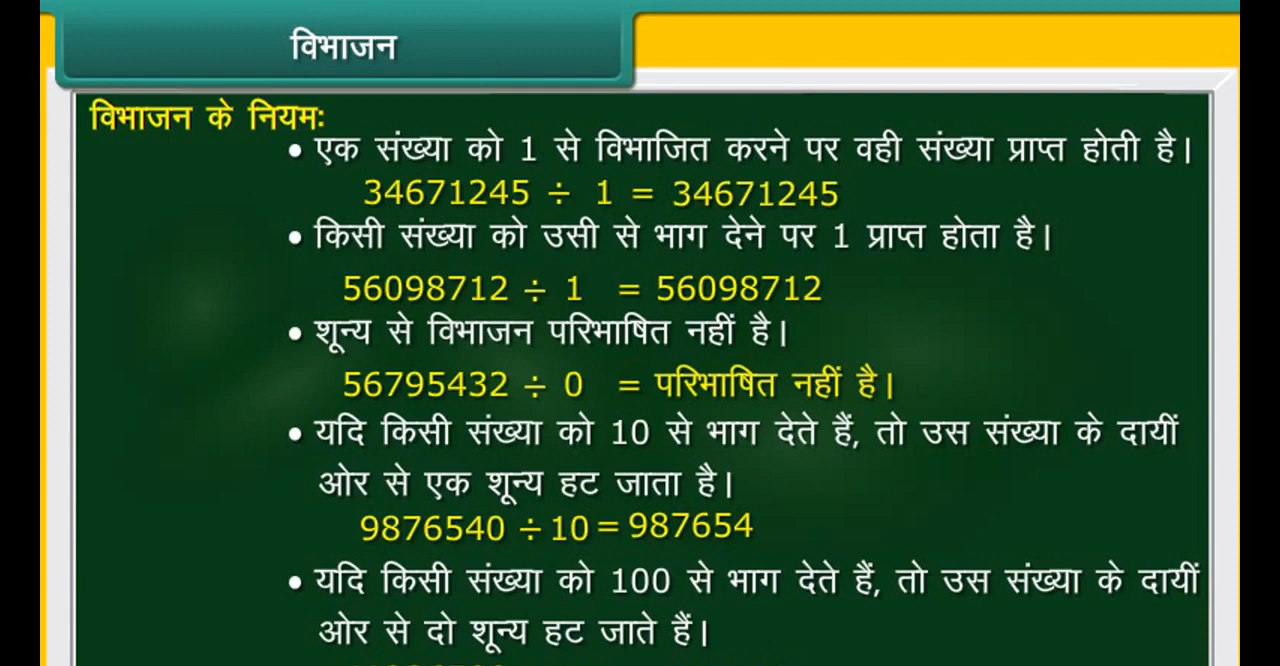 विभाजन
विभाजन के नियमः
• एक संख्या को 1 से विभाजित करने पर वही संख्या प्राप्त होती है।
34671245 ÷ 1 = 34671245
• किसी संख्या को उसी से भाग देने पर 1 प्राप्त होता है।
56098712 ÷ 1 = 56098712
• शून्य से विभाजन परिभाषित नहीं है।
56795432 ÷ 0 = परिभाषित नहीं है।
• यदि किसी संख्या को 10 से भाग देते हैं, तो उस संख्या के दायीं
ओर से एक शून्य हट जाता है।
9876540 ÷ 10 = 987654
• यदि किसी संख्या को 100 से भाग देते हैं, तो उस संख्या के दायीं
ओर से दो शून्य हट जाते हैं।